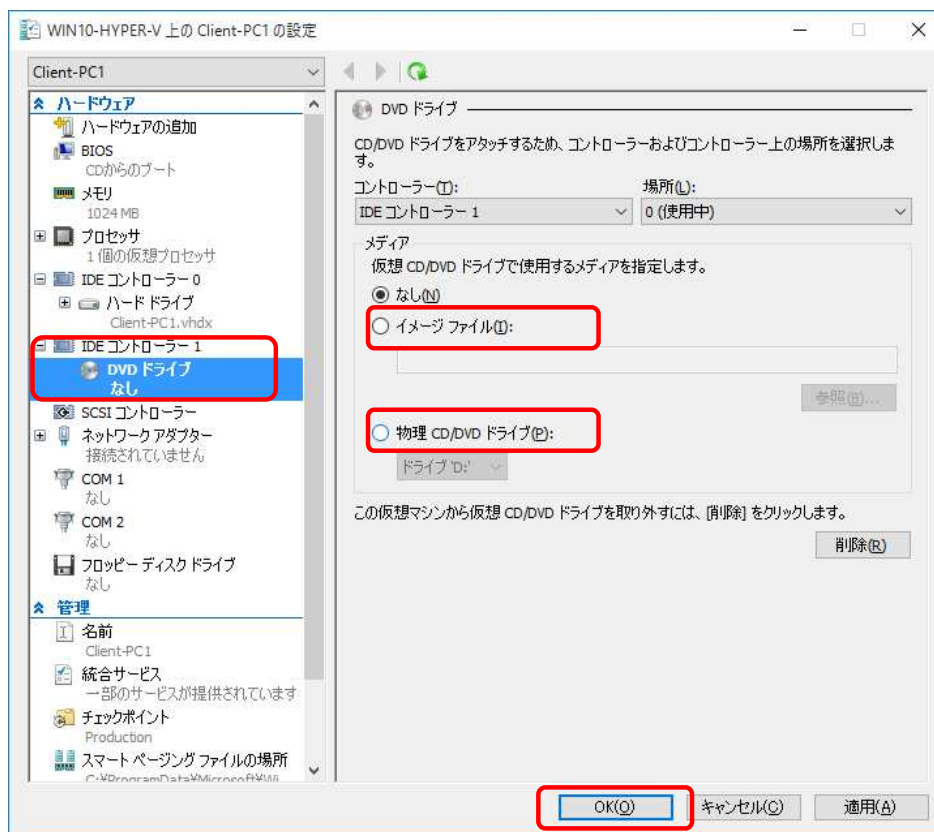 WIN10-HYPER-V 上の Client-PC1 の設定
Client-PC1
ハードウェア
ハードウェアの追加
BIOS
CDからのブート
メモリ
1024 MB
プロセッサ
1 個の仮想プロセッサ
IDE コントローラー 0
ハード ドライブ
Client-PC1.vhdx
IDE コントローラー 1
DVD ドライブ
なし
SCSI コントローラー
ネットワーク アダプター
接続されていません
COM 1
なし
COM 2
なし
フロッピー ディスク ドライブ
なし
管理
名前
Client-PC1
統合サービス
一部のサービスが提供されています
チェックポイント
Production
スマート ページング ファイルの場所
C:¥ProgramData¥Microsoft¥Wi
DVD ドライブ
CD/DVD ドライブをアタッチするため、コントローラーおよびコントローラー上の場所を選択しま
す。
コントローラー(T): 場所(L):
IDE コントローラー 1 0 (使用中)
メディア
仮想 CD/DVD ドライブで使用するメディアを指定します。
なし(N)
イメージ ファイル(I):
参照(B)...
物理 CD/DVD ドライブ(P):
ドライブ 'D:'
この仮想マシンから仮想 CD/DVD ドライブを取り外すには、[削除] をクリックします。
削除(R)
OK(O) キャンセル(C) 適用(A)